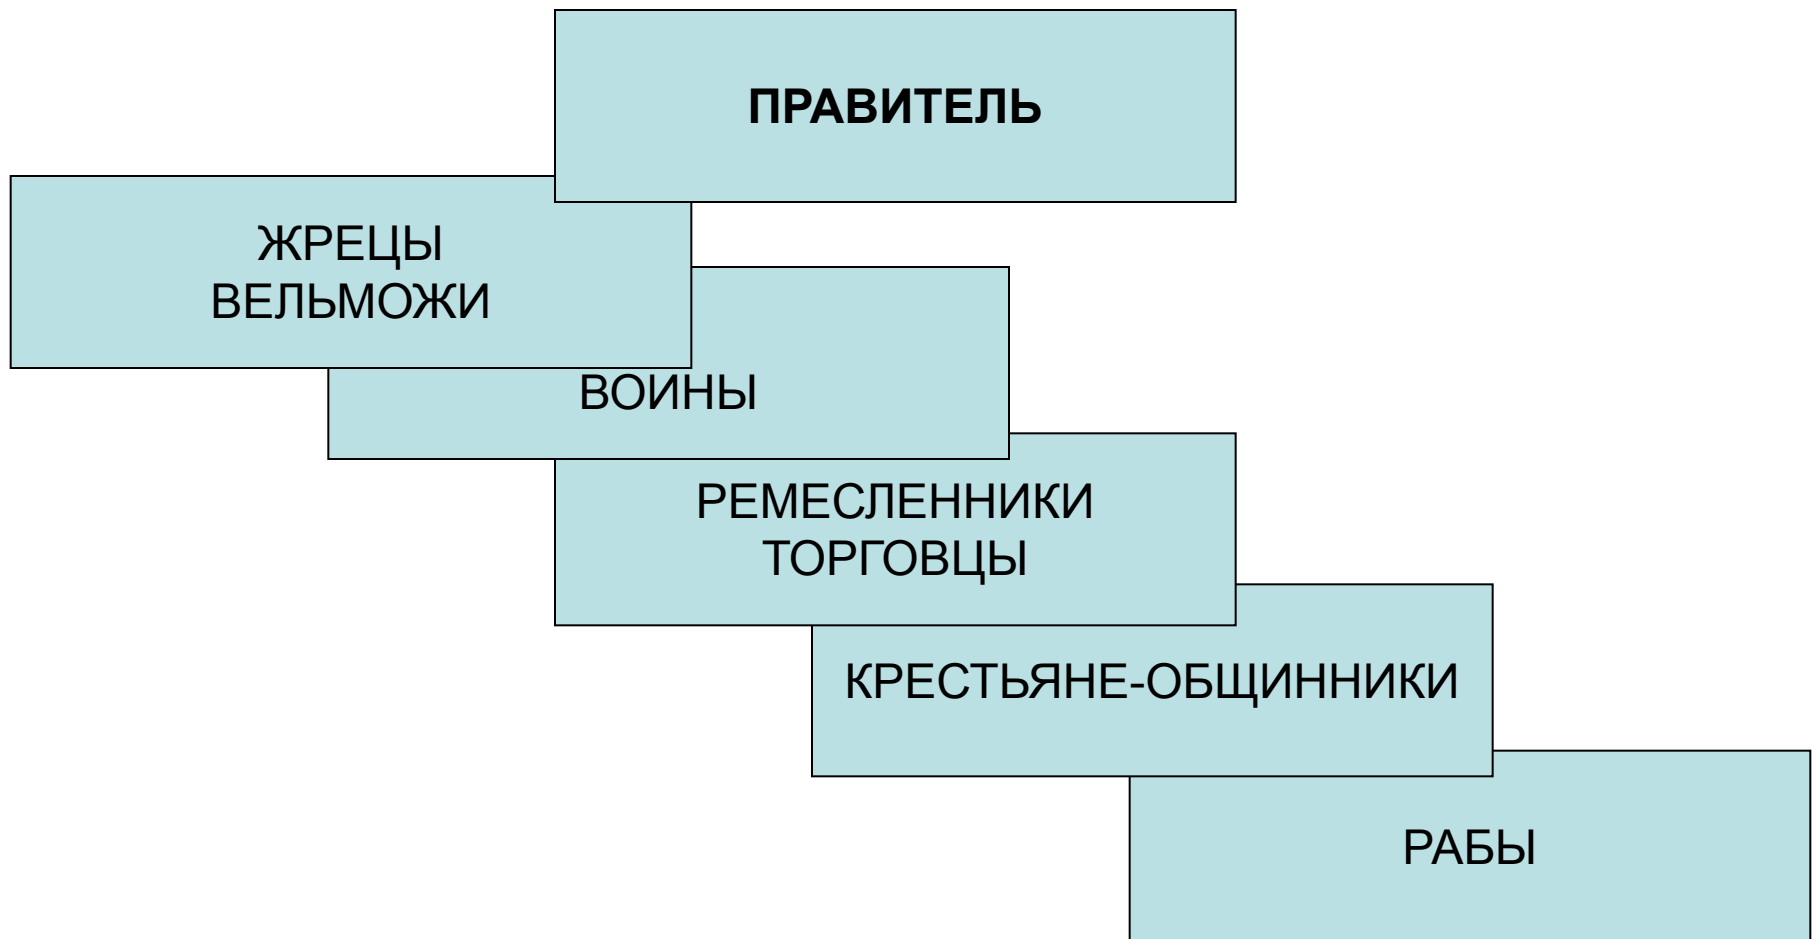 ПРАВИТЕЛЬ
ЖРЕЦЫ
ВЕЛЬМОЖИ
ВОИНЫ
РЕМЕСЛЕННИКИ
ТОРГОВЦЫ
КРЕСТЬЯНЕ-ОБЩИННИКИ
РАБЫ